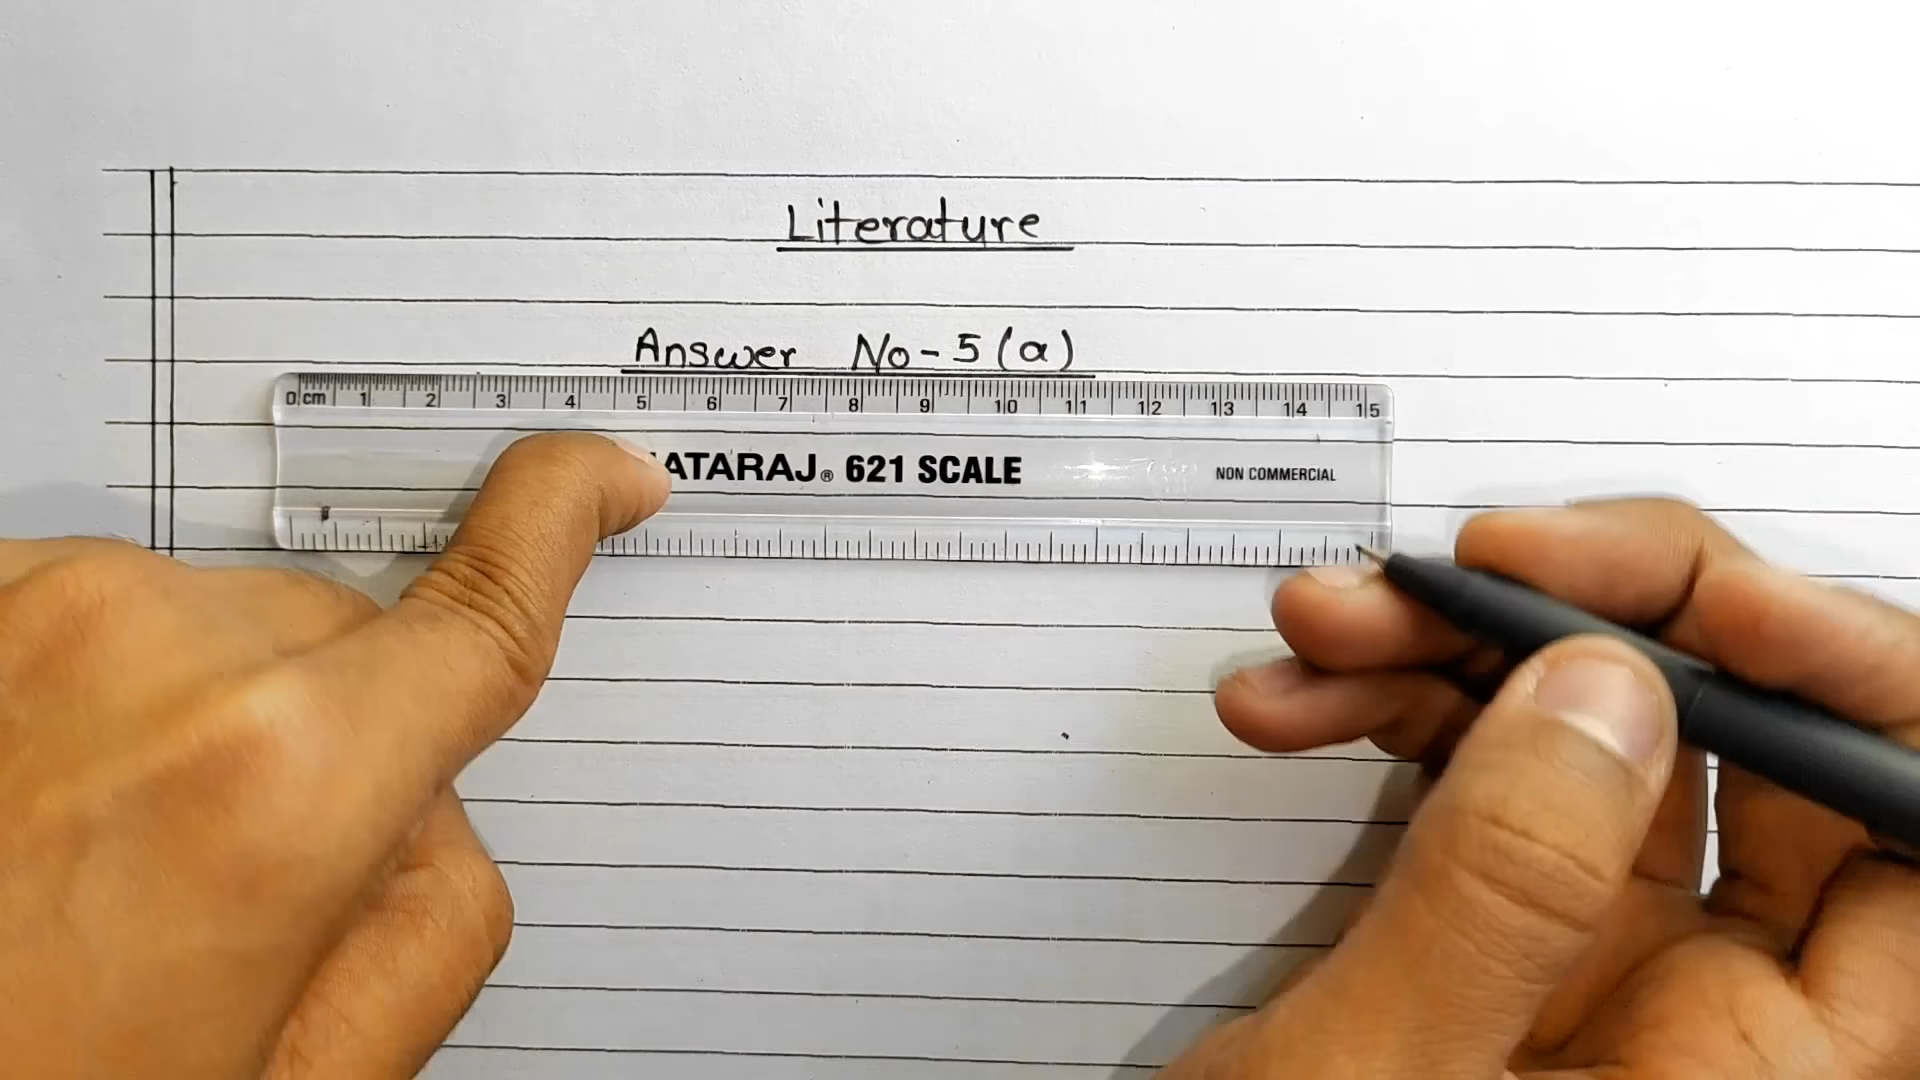 Literature
Answer No-5(a)
0 cm 1 2 3 4 5 6 7 8 9 10 11 12 13 14 15
ATARAJ® 621 SCALE
NON COMMERCIAL